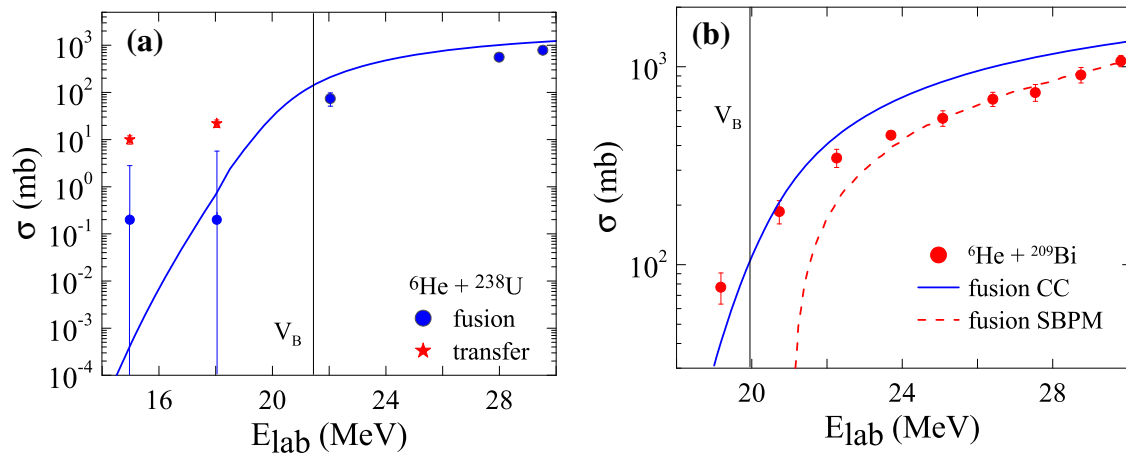 (a)
σ (mb)
10³
10²
10¹
10⁰
10⁻¹
10⁻²
10⁻³
10⁻⁴
V_B
⁶He + ²³⁸U
fusion
transfer
16 20 24 28
E_lab (MeV)
(b)
σ (mb)
10³
10²
V_B
⁶He + ²⁰⁹Bi
fusion CC
fusion SBPM
20 24 28
E_lab (MeV)